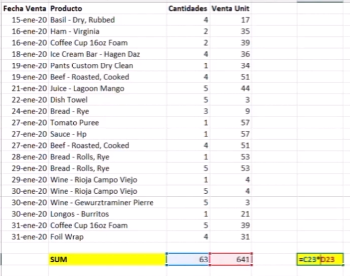 Fecha Venta Producto Cantidades Venta Unit
15-ene-20 Basil - Dry, Rubbed 4 17
16-ene-20 Ham - Virginia 2 35
16-ene-20 Coffee Cup 16oz Foam 2 39
18-ene-20 Ice Cream Bar - Hagen Daz 4 36
19-ene-20 Pants Custom Dry Clean 1 34
19-ene-20 Beef - Roasted, Cooked 4 51
21-ene-20 Juice - Lagoon Mango 5 44
22-ene-20 Dish Towel 5 3
24-ene-20 Bread - Rye 3 9
27-ene-20 Tomato Puree 1 57
27-ene-20 Sauce - Hp 1 57
27-ene-20 Beef - Roasted, Cooked 4 51
28-ene-20 Bread - Rolls, Rye 1 53
29-ene-20 Bread - Rolls, Rye 5 53
29-ene-20 Wine - Rioja Campo Viejo 1 4
30-ene-20 Wine - Rioja Campo Viejo 5 4
30-ene-20 Wine - Gewurztraminer Pierre 5 3
30-ene-20 Longos - Burritos 1 21
31-ene-20 Coffee Cup 16oz Foam 5 39
31-ene-20 Foil Wrap 4 31
SUM 63 641 =C23*D23